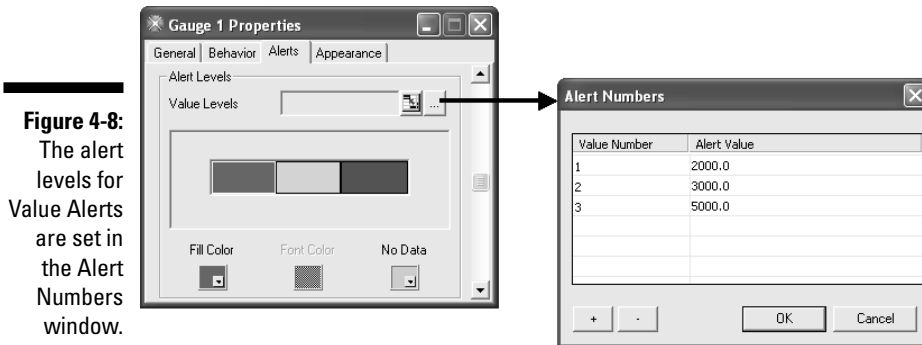 Figure 4-8:
The alert
levels for
Value Alerts
are set in
the Alert
Numbers
window.
Gauge 1 Properties
General Behavior Alerts Appearance
Alert Levels
Value Levels ...
Fill Color Font Color No Data
Alert Numbers
Value Number Alert Value
1 2000.0
2 3000.0
3 5000.0
+ - OK Cancel